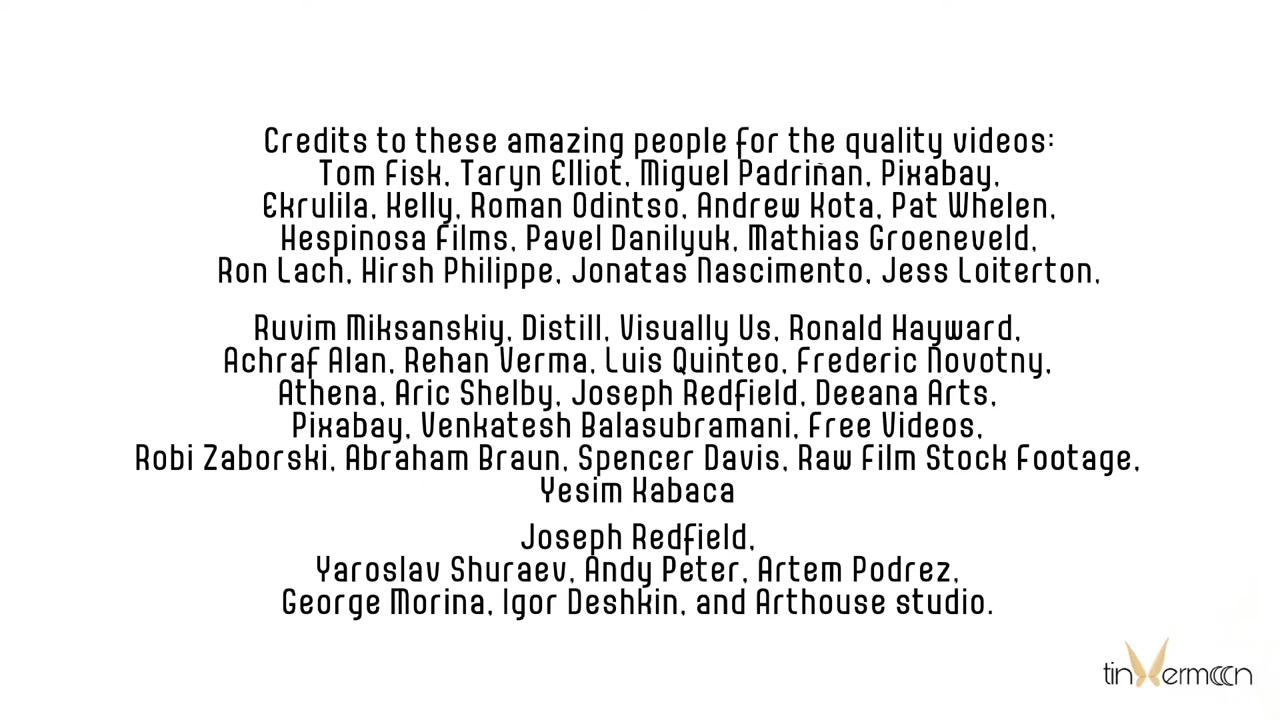 Credits to these amazing people for the quality videos:
Tom Fisk, Taryn Elliot, Miguel Padriñan, Pixabay,
Ekrulila, Kelly, Roman Odintso, Andrew Kota, Pat Whelen,
Hespinosa Films, Pavel Danilyuk, Mathias Groeneveld,
Ron Lach, Hirsh Philippe, Jonatas Nascimento, Jess Loiterton,
Ruvim Miksanskiy, Distill, Visually Us, Ronald Hayward,
Achraf Alan, Rehan Verma, Luis Quinteo, Frederic Novotny,
Athena, Aric Shelby, Joseph Redfield, Deeana Arts,
Pixabay, Venkatesh Balasubramani, Free Videos,
Robi Zaborski, Abraham Braun, Spencer Davis, Raw Film Stock Footage,
Yesim Kabaca
Joseph Redfield,
Yaroslav Shuraev, Andy Peter, Artem Podrez,
George Morina, Igor Deshkin, and Arthouse studio.